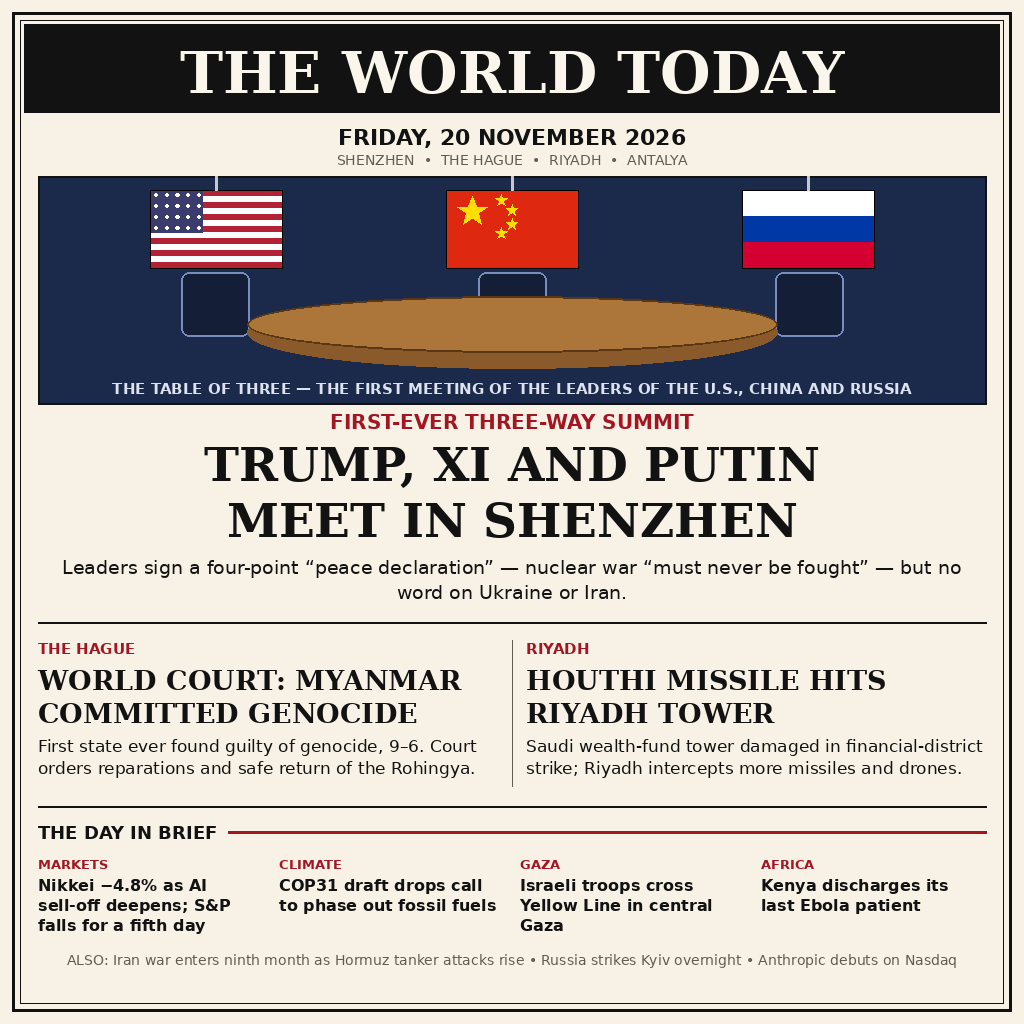 THE WORLD TODAY
FRIDAY, 20 NOVEMBER 2026
SHENZHEN • THE HAGUE • RIYADH • ANTALYA
THE TABLE OF THREE — THE FIRST MEETING OF THE LEADERS OF THE U.S., CHINA AND RUSSIA
FIRST-EVER THREE-WAY SUMMIT
TRUMP, XI AND PUTIN
MEET IN SHENZHEN
Leaders sign a four-point “peace declaration” — nuclear war “must never be fought” — but no
word on Ukraine or Iran.
THE HAGUE
WORLD COURT: MYANMAR
COMMITTED GENOCIDE
First state ever found guilty of genocide, 9–6. Court
orders reparations and safe return of the Rohingya.
RIYADH
HOUTHI MISSILE HITS
RIYADH TOWER
Saudi wealth-fund tower damaged in financial-district
strike; Riyadh intercepts more missiles and drones.
THE DAY IN BRIEF
MARKETS
Nikkei −4.8% as AI
sell-off deepens; S&P
falls for a fifth day
CLIMATE
COP31 draft drops call
to phase out fossil fuels
GAZA
Israeli troops cross
Yellow Line in central
Gaza
AFRICA
Kenya discharges its
last Ebola patient
ALSO: Iran war enters ninth month as Hormuz tanker attacks rise • Russia strikes Kyiv overnight • Anthropic debuts on Nasdaq